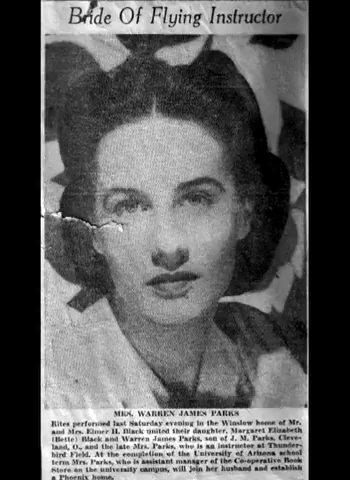 Bride Of Flying Instructor
MRS. WARREN JAMES PARKS
Rites performed last Saturday evening in the Winslow home of Mr.
and Mrs. Elmer H. Black united their daughter, Margaret Elizabeth
(Bette) Black and Warren James Parks, son of J. M. Parks, Cleve-
land, O., and the late Mrs. Parks, who is an instructor at Thunder-
bird Field. At the completion of the University of Arizona school
term Mrs. Parks, who is assistant manager of the Co-operative Book
Store on the university campus, will join her husband and establish
a Phoenix home.